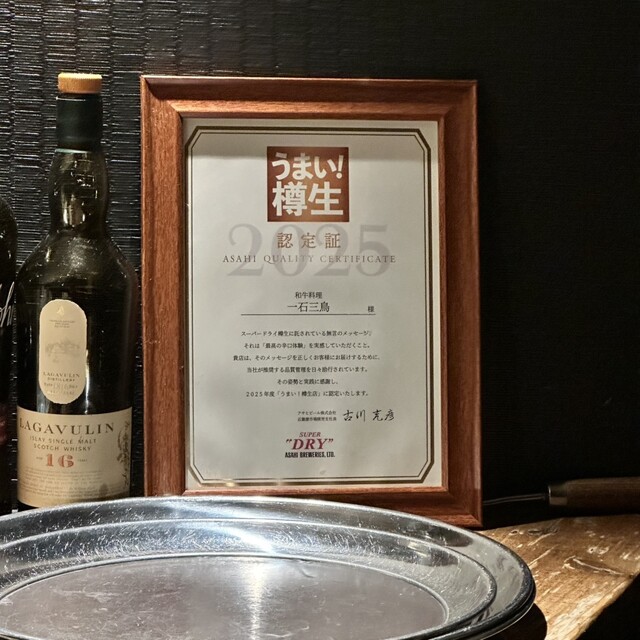 うまい!
樽生
2025
認定証
ASAHI QUALITY CERTIFICATE
和牛料理
一石三鳥 様
スーパードライ樽生に託されている無言のメッセージ。
それは「最高の辛口体験」を実感していただくこと。
貴店は、そのメッセージを正しくお客様にお届けするために、
当社が推奨する品質管理を日々励行されています。
その姿勢と実践に感謝し、
2025年度「うまい!樽生店」に認定いたします。
アサヒビール株式会社
古川 克彦
SUPER
"DRY"
ASAHI BREWERIES, LTD.
LAGAVULIN
DISTILLERY
LAGAVULIN
ISLAY SINGLE MALT
SCOTCH WHISKY
16